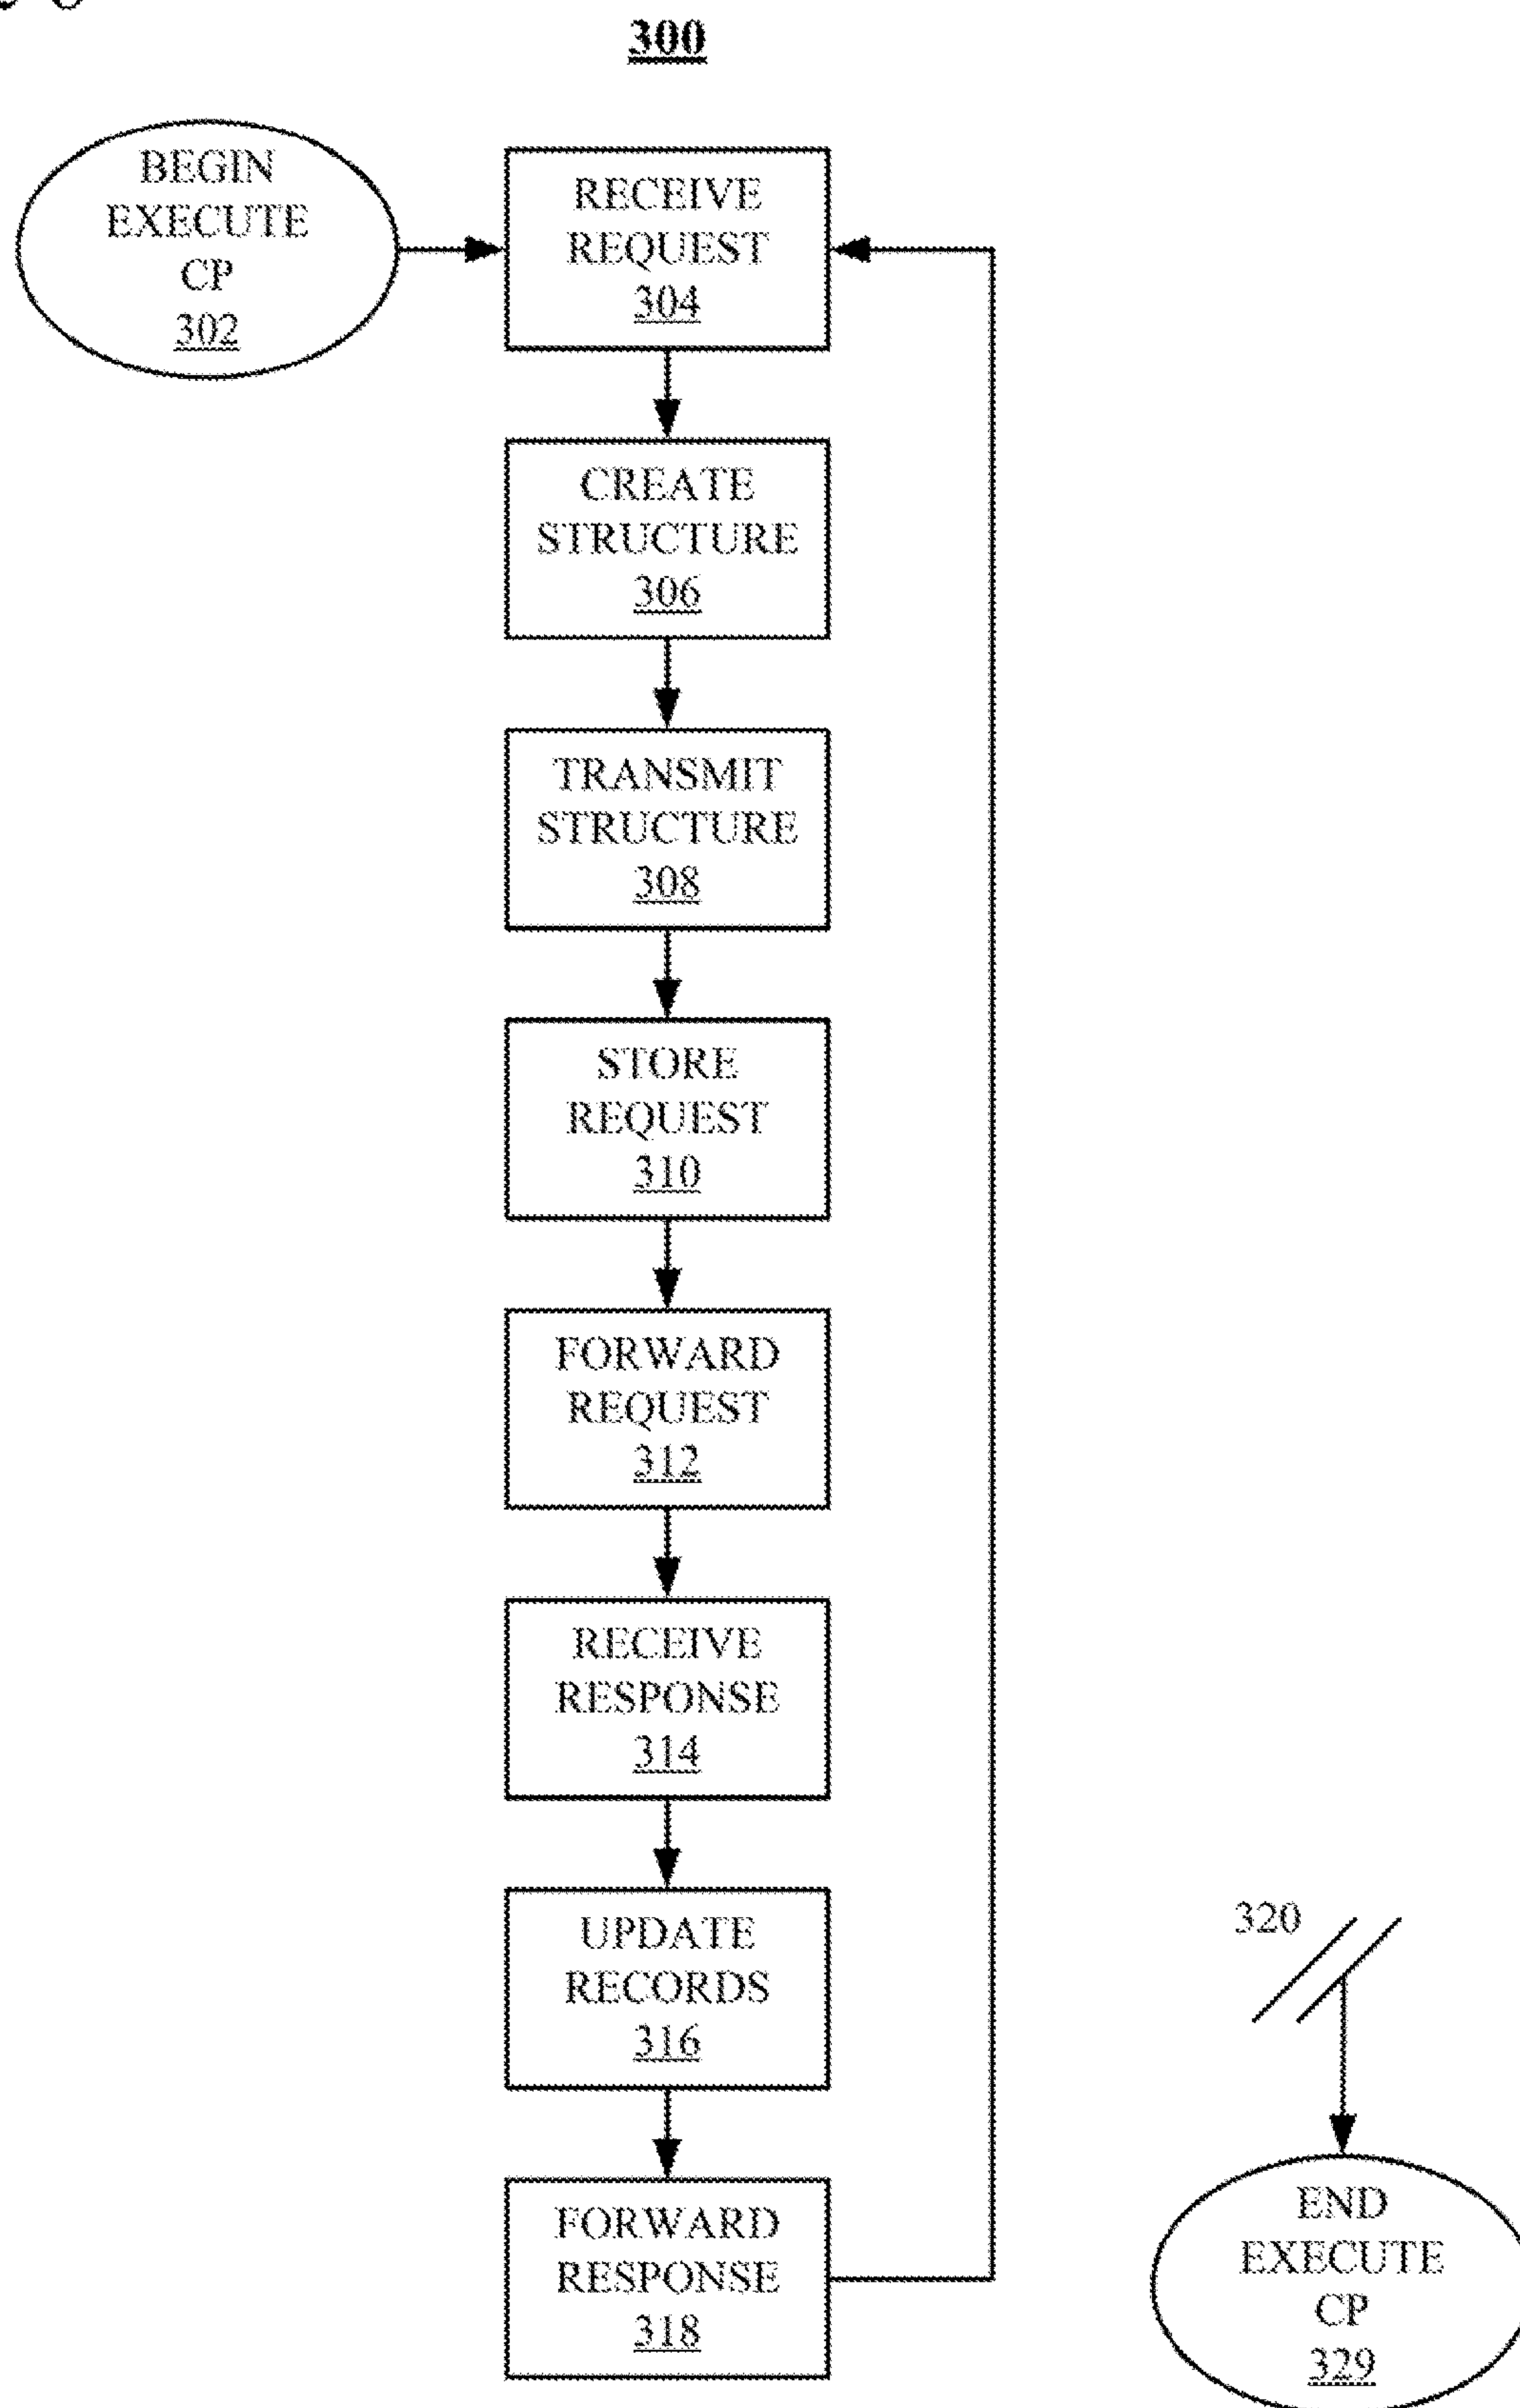 300
BEGIN
EXECUTE
CP
302
RECEIVE
REQUEST
304
CREATE
STRUCTURE
306
TRANSMIT
STRUCTURE
308
STORE
REQUEST
310
FORWARD
REQUEST
312
RECEIVE
RESPONSE
314
UPDATE
RECORDS
316
FORWARD
RESPONSE
318
320
END
EXECUTE
CP
329